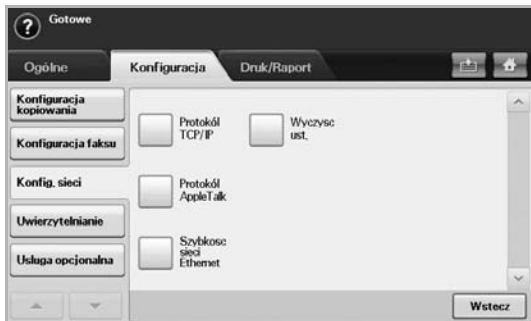 Gotowe
Ogólne
Konfiguracja
Druk/Raport
Konfiguracja
kopiowania
Konfiguracja faksu
Konfig. sieci
Uwierzytelnianie
Usługa opcjonalna
Protokół
TCP/IP
Wyczysc
ust.
Protokół
AppleTalk
Szybkosc
sieci
Ethernet
Wstecz